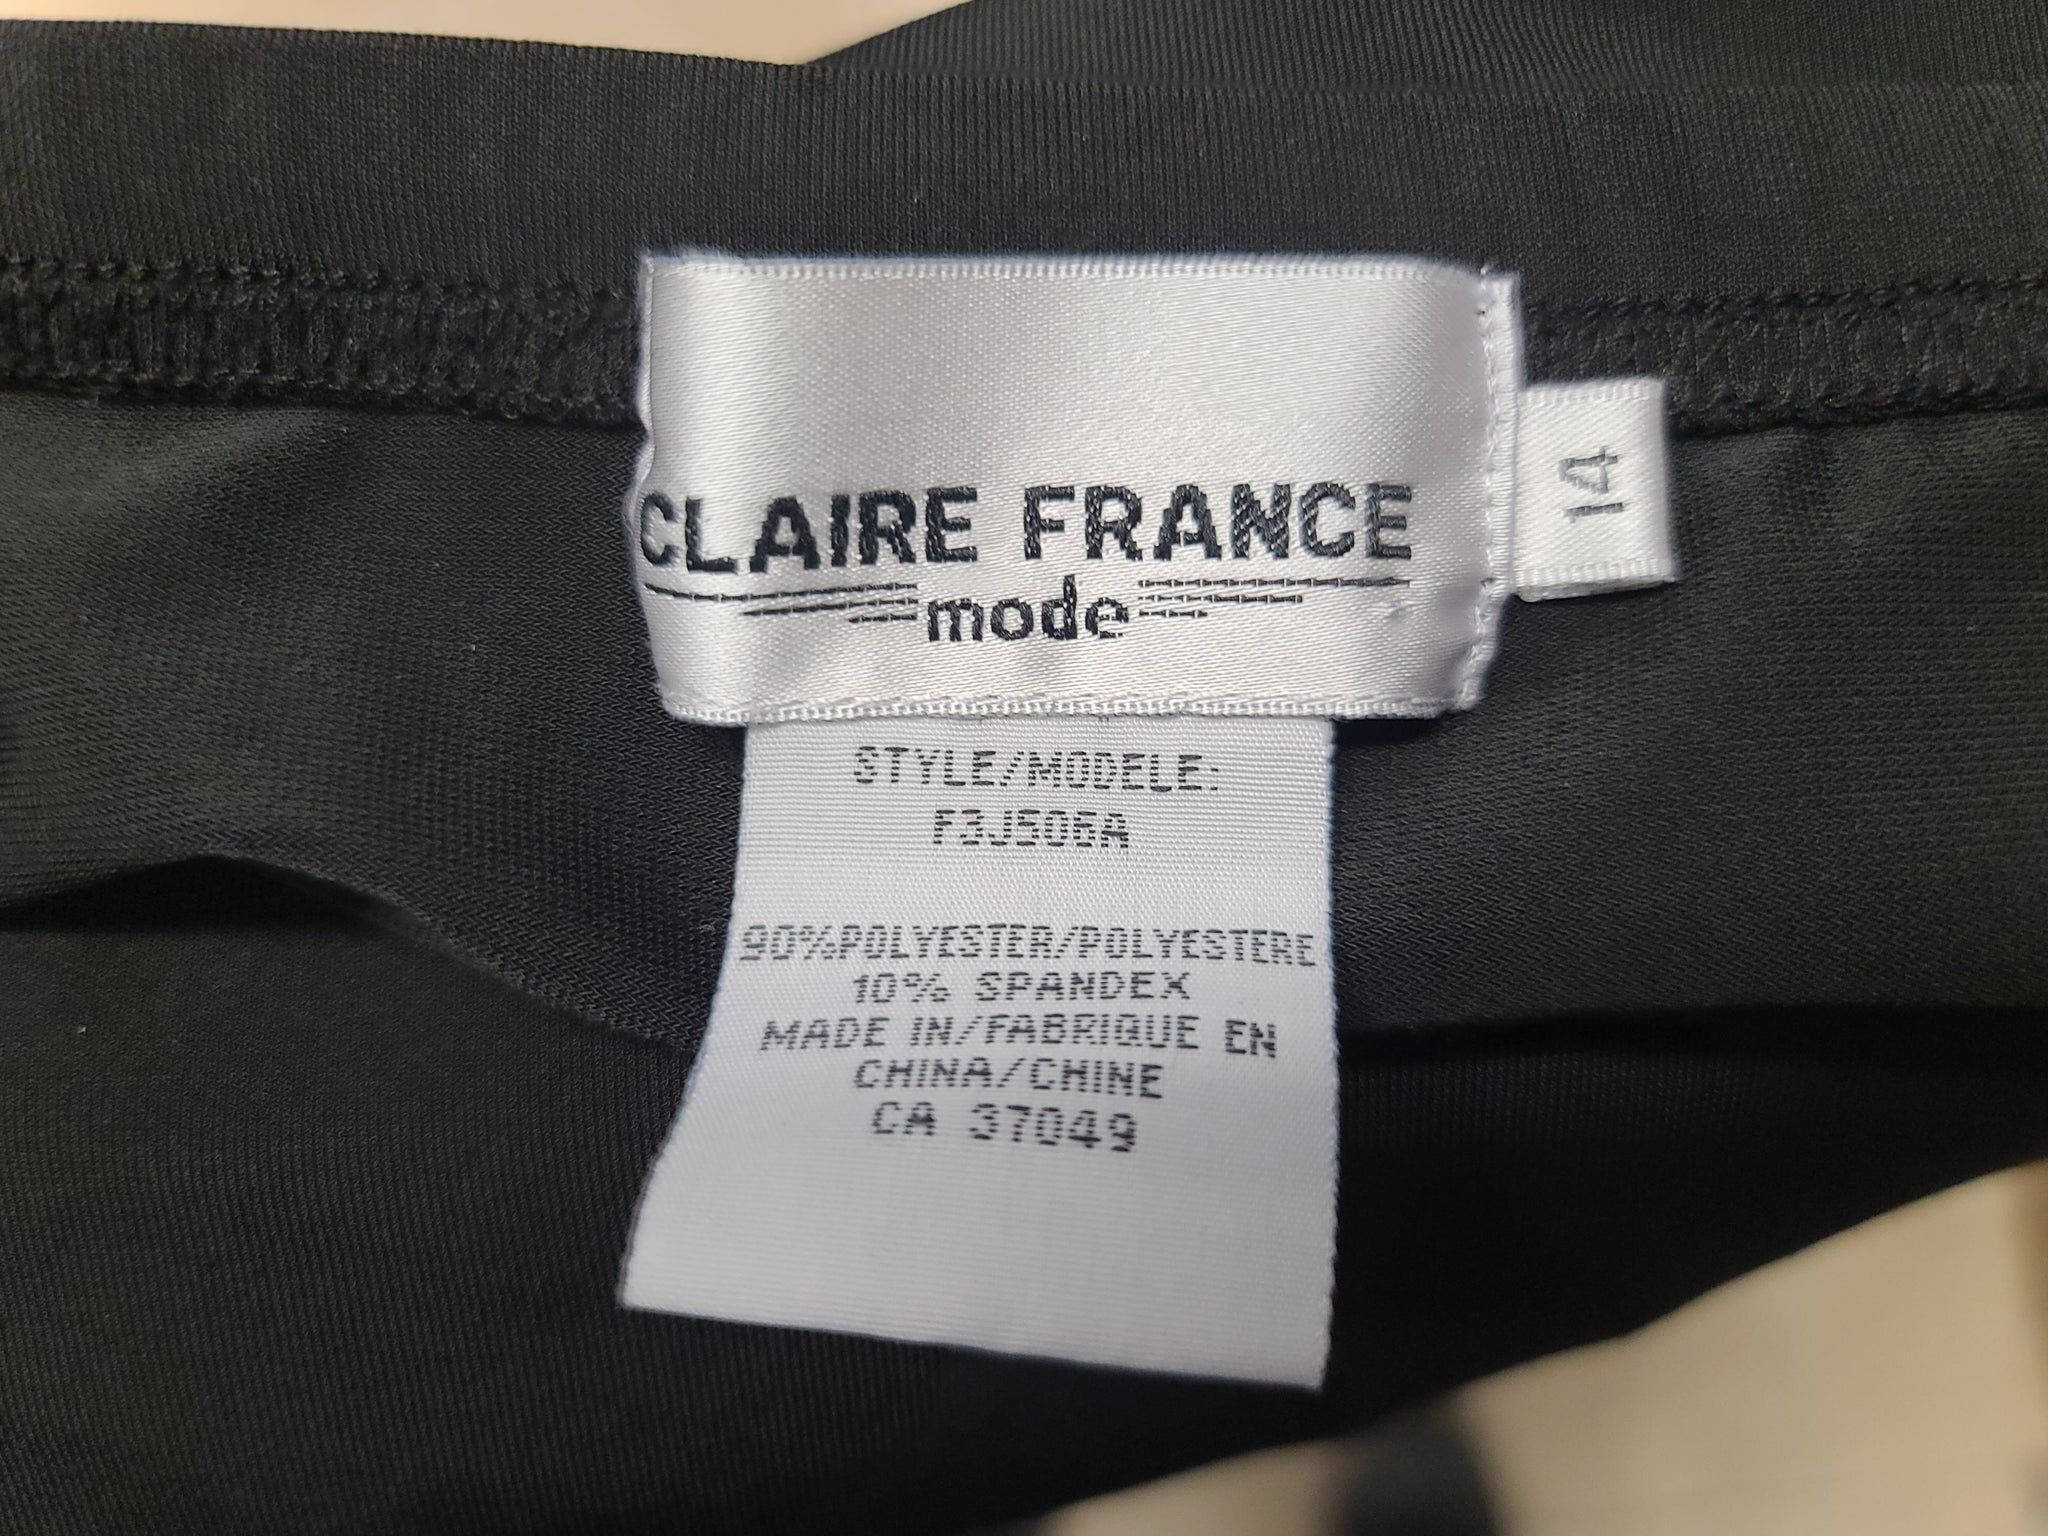 CLAIRE FRANCE
mode
14
STYLE/MODELE:
F3J506A
90%POLYESTER/POLYESTERE
10% SPANDEX
MADE IN/FABRIQUE EN
CHINA/CHINE
CA 37049